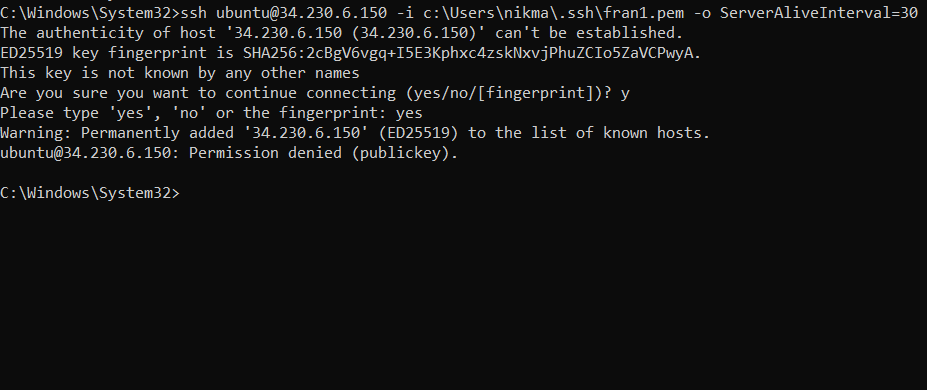 C:\Windows\System32>ssh ubuntu@34.230.6.150 -i c:\Users\nikma\.ssh\fran1.pem -o ServerAliveInterval=30
The authenticity of host '34.230.6.150 (34.230.6.150)' can't be established.
ED25519 key fingerprint is SHA256:2cBgV6vgq+I5E3Kphxc4zskNxvjPhuZCIo5ZaVCPwyA.
This key is not known by any other names
Are you sure you want to continue connecting (yes/no/[fingerprint])? y
Please type 'yes', 'no' or the fingerprint: yes
Warning: Permanently added '34.230.6.150' (ED25519) to the list of known hosts.
ubuntu@34.230.6.150: Permission denied (publickey).
C:\Windows\System32>